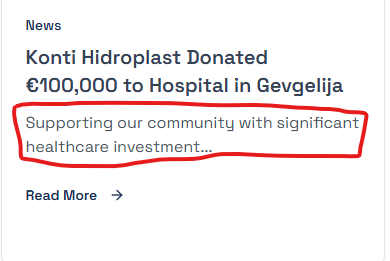 News
Konti Hidroplast Donated
€100,000 to Hospital in Gevgelija
Supporting our community with significant
healthcare investment...
Read More →